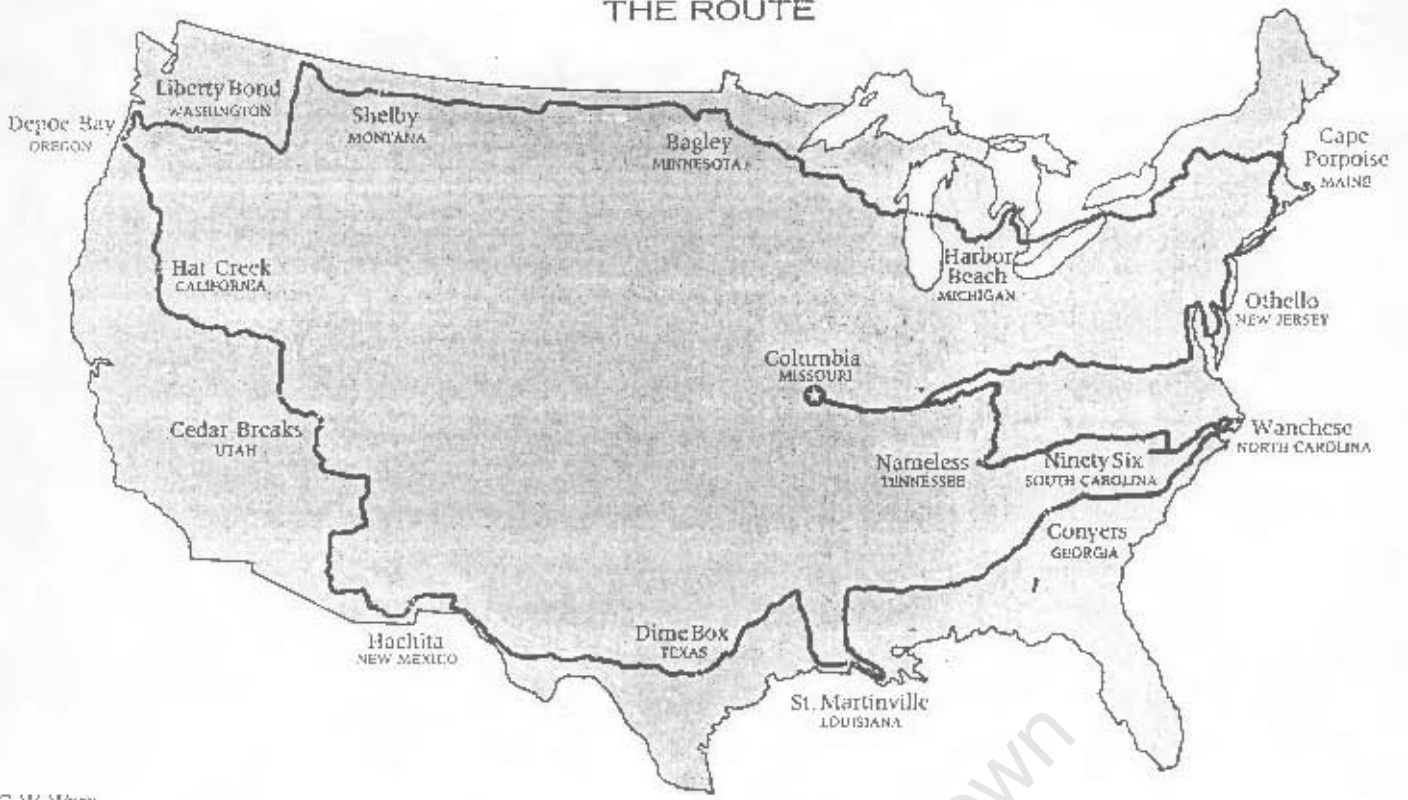 THE ROUTE
Liberty Bond
WASHINGTON
Depoe Bay
OREGON
Shelby
MONTANA
Bagley
MINNESOTA
Cape
Porpoise
MAINE
Hat Creek
CALIFORNIA
Harbor
Beach
MICHIGAN
Othello
NEW JERSEY
Columbia
MISSOURI
Cedar Breaks
UTAH
Wanchese
NORTH CAROLINA
Nameless
TENNESSEE
Ninety Six
SOUTH CAROLINA
Conyers
GEORGIA
Hachita
NEW MEXICO
Dime Box
TEXAS
St. Martinville
LOUISIANA
own